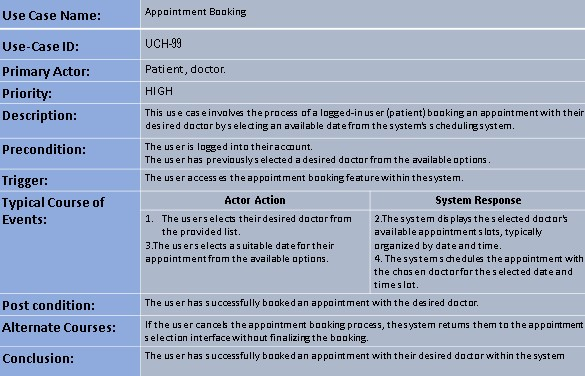 Use Case Name: Appointment Booking
Use-Case ID: UCH-99
Primary Actor: Patient, doctor.
Priority: HIGH
Description: This use case involves the process of a logged-in user (patient) booking an appointment with their
desired doctor by selecting an available date from the system's scheduling system.
Precondition: The user is logged into their account.
The user has previously selected a desired doctor from the available options.
Trigger: The user accesses the appointment booking feature within the system.
Typical Course of
Events:
Actor Action
1. The user selects their desired doctor from
the provided list.
3.The user selects a suitable date for their
appointment from the available options.
System Response
2.The system displays the selected doctor's
available appointment slots, typically
organized by date and time.
4. The system schedules the appointment with
the chosen doctor for the selected date and
time slot.
Post condition: The user has successfully booked an appointment with the desired doctor.
Alternate Courses: If the user cancels the appointment booking process, the system returns them to the appointment
selection interface without finalizing the booking.
Conclusion: The user has successfully booked an appointment with their desired doctor within the system